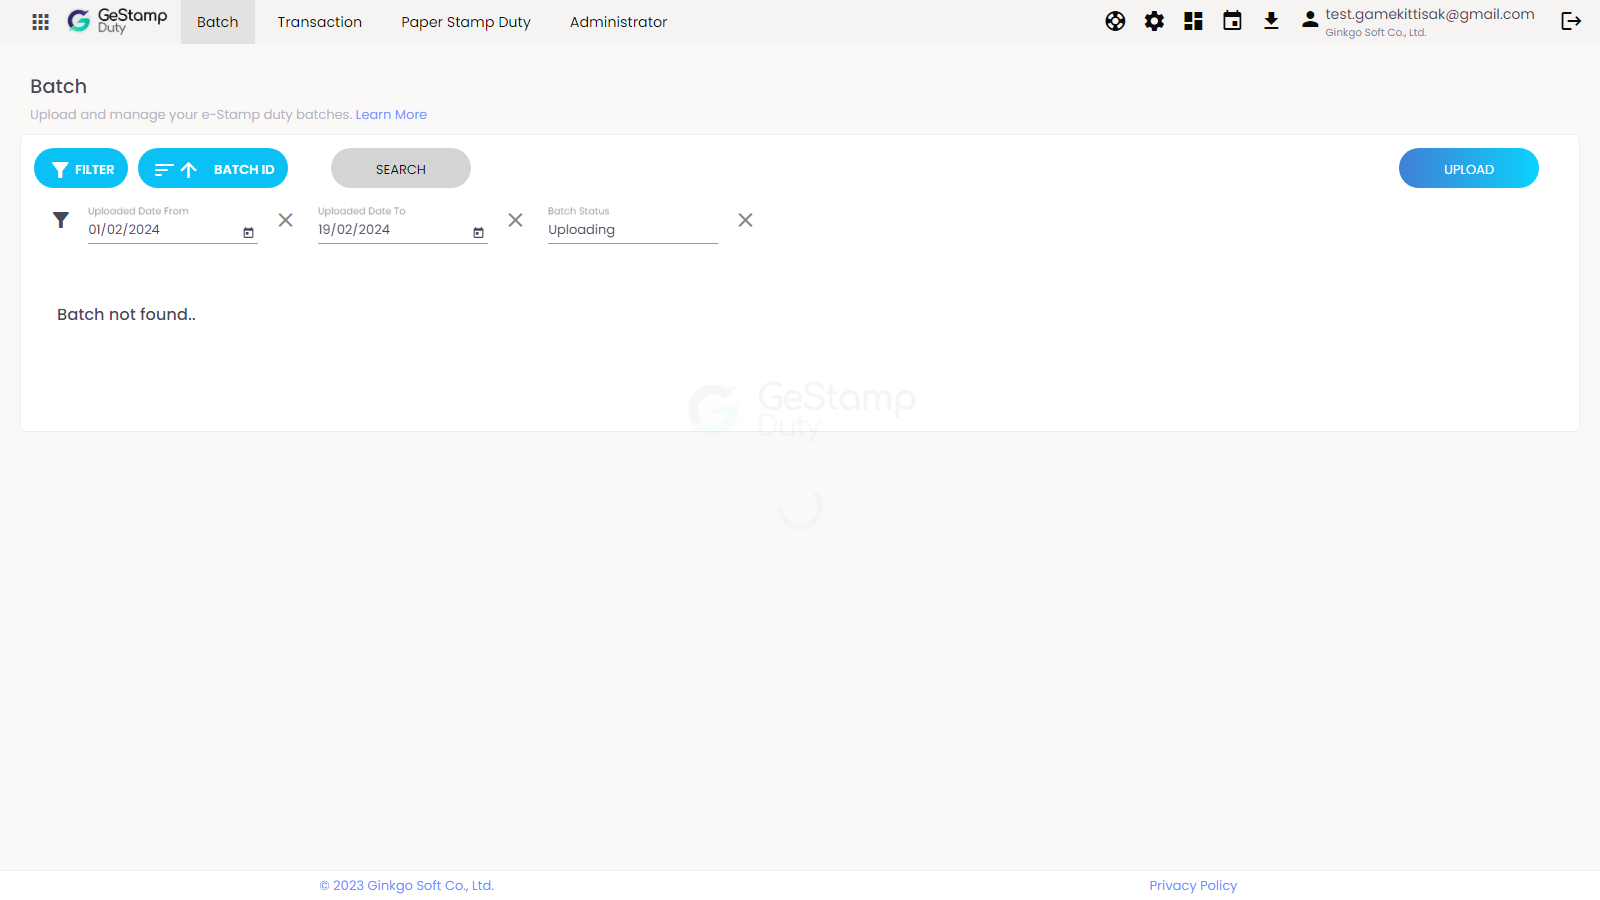 GeStamp
Duty
Batch
Transaction
Paper Stamp Duty
Administrator
test.gamekittisak@gmail.com
Ginkgo Soft Co., Ltd.
Batch
Upload and manage your e-Stamp duty batches. Learn More
FILTER
BATCH ID
SEARCH
UPLOAD
Uploaded Date From
01/02/2024
Uploaded Date To
19/02/2024
Batch Status
Uploading
Batch not found..
GeStamp
Duty
© 2023 Ginkgo Soft Co., Ltd.
Privacy Policy